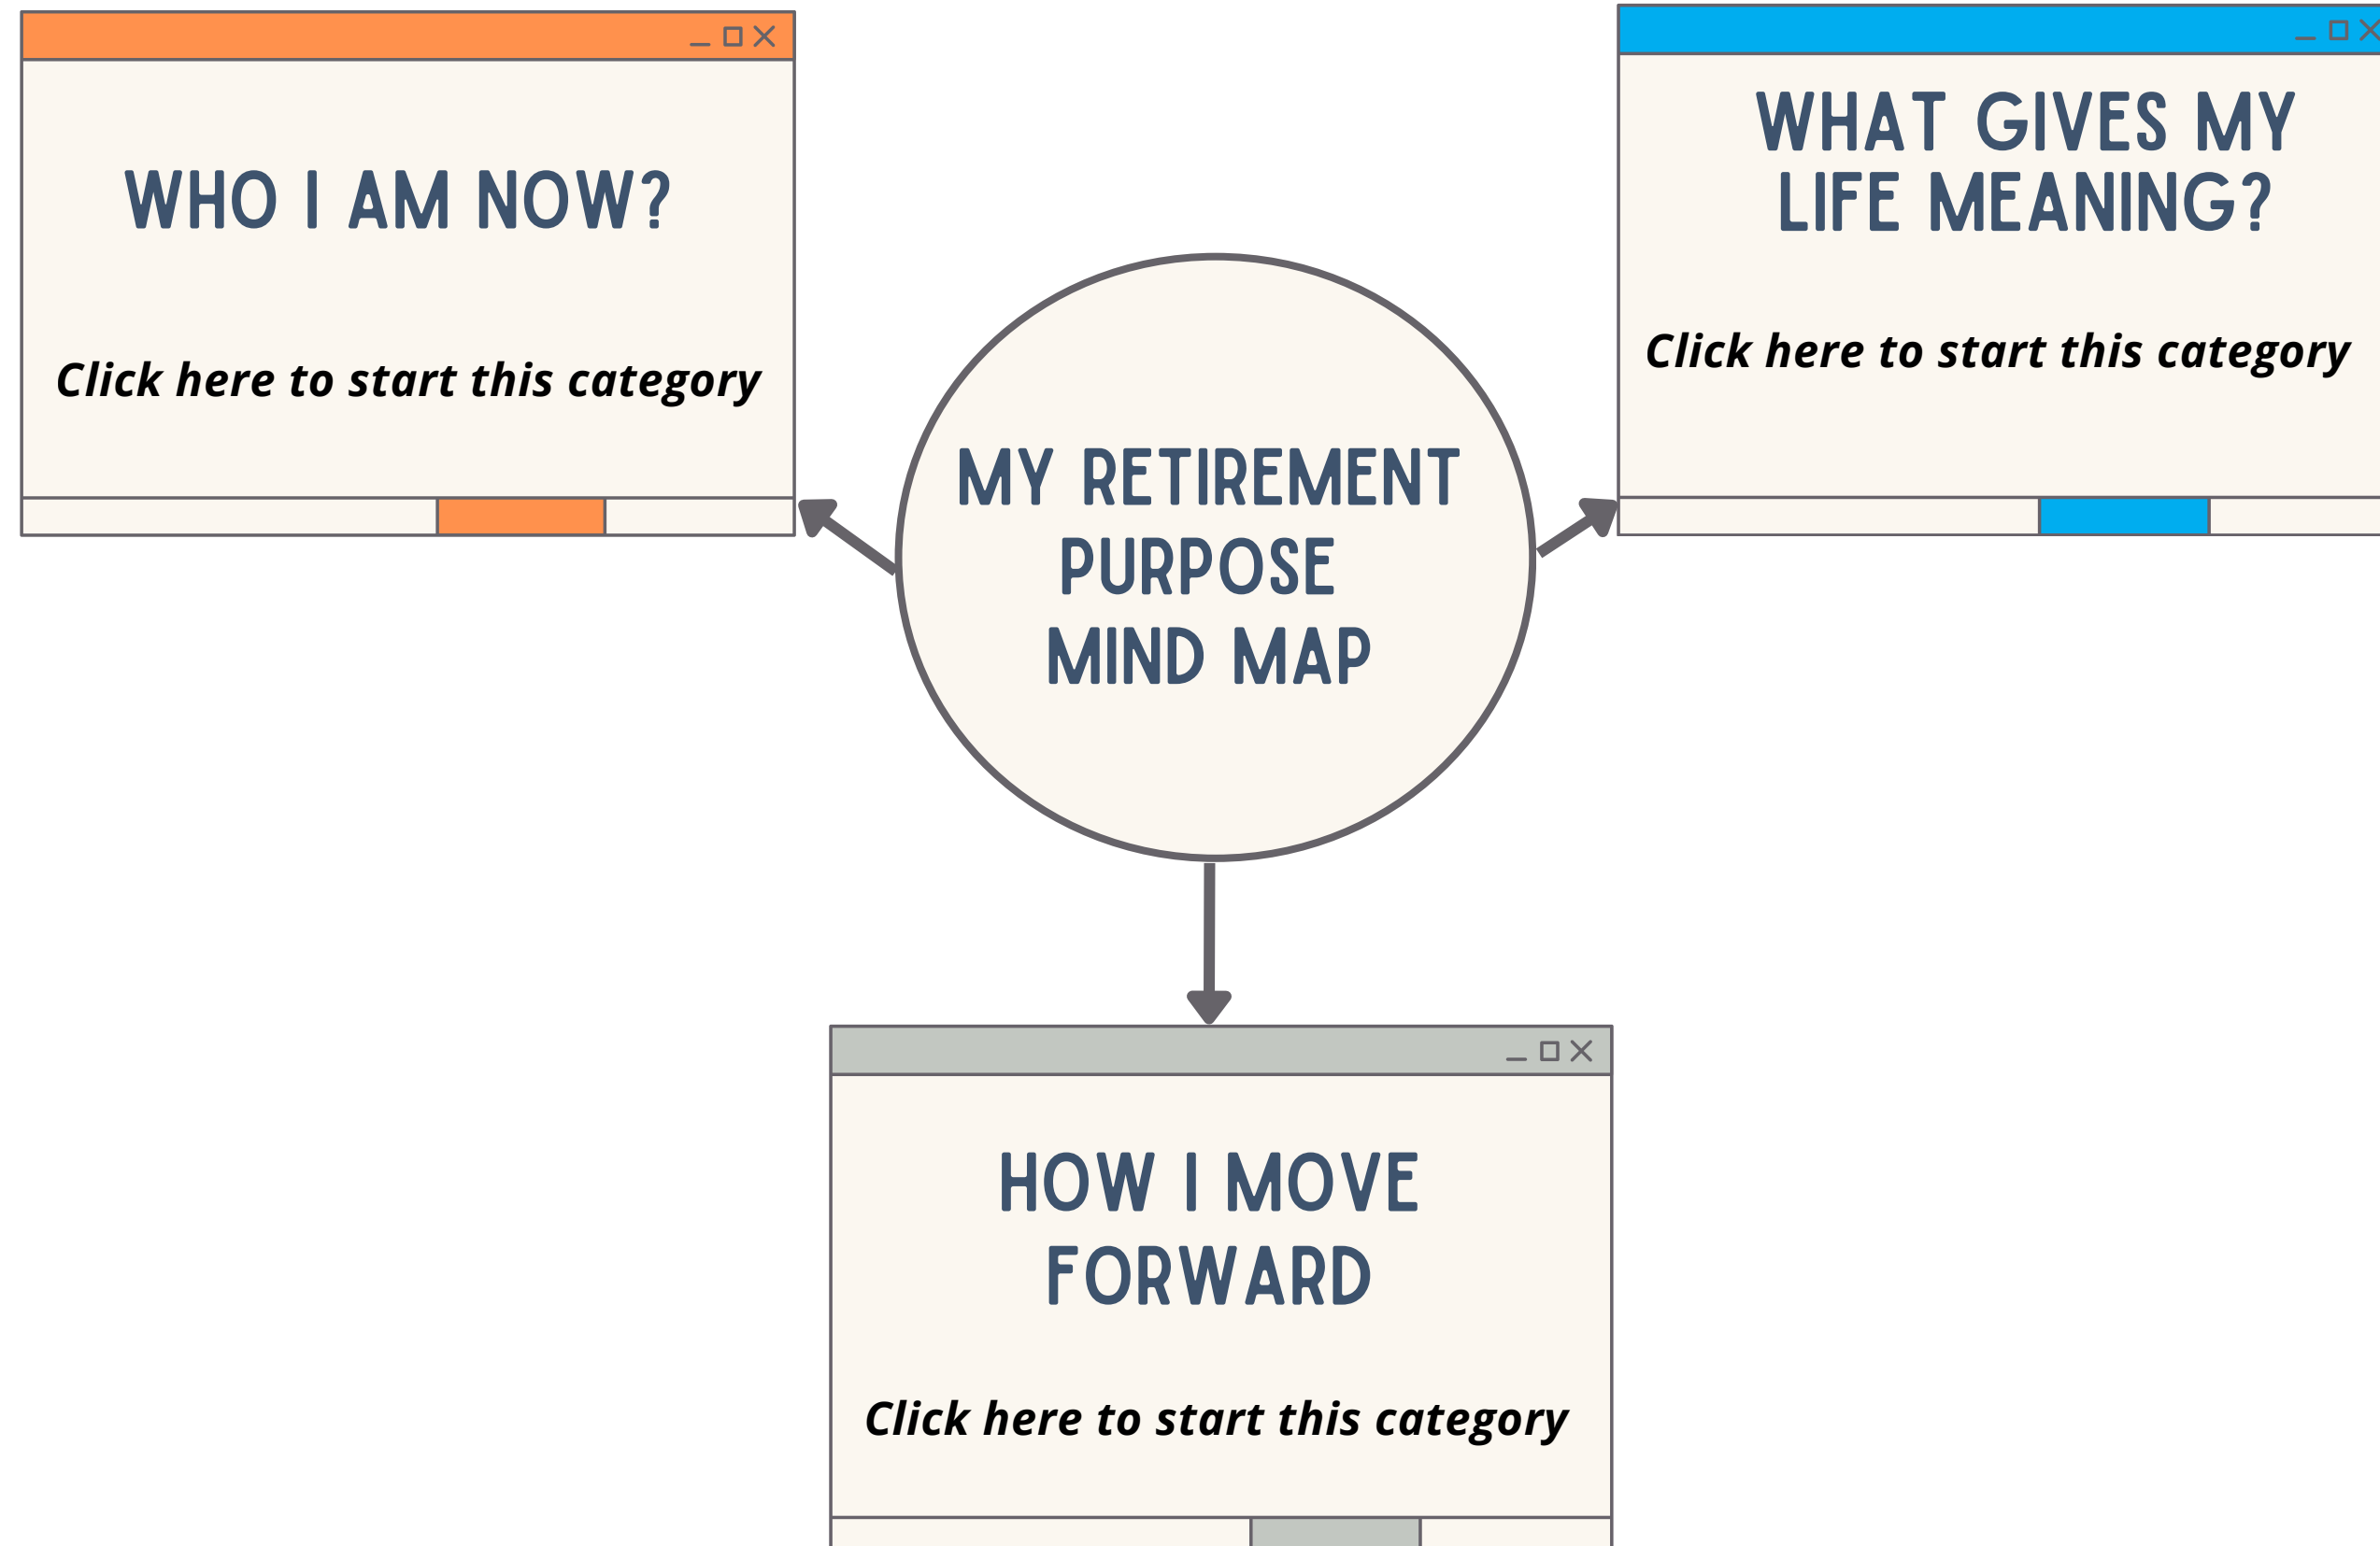 WHO I AM NOW?
Click here to start this category
WHAT GIVES MY
LIFE MEANING?
Click here to start this category
MY RETIREMENT
PURPOSE
MIND MAP
HOW I MOVE
FORWARD
Click here to start this category